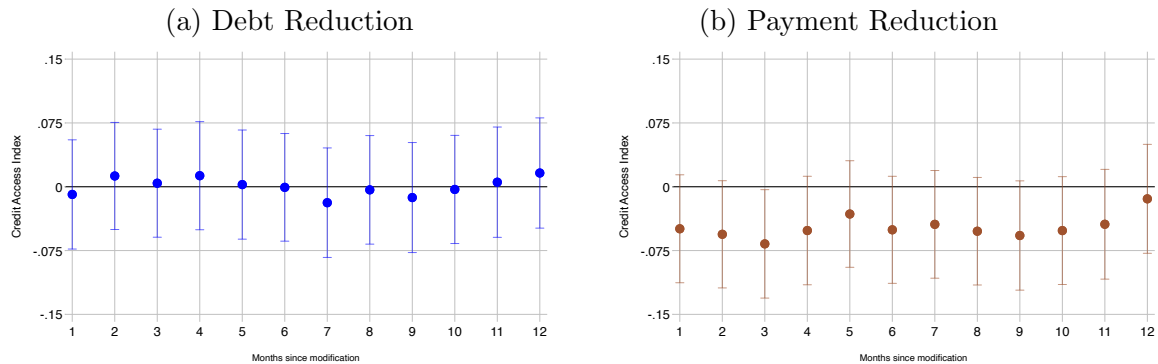 (a) Debt Reduction
.15
.075
0
-.075
-.15
Credit Access Index
1 2 3 4 5 6 7 8 9 10 11 12
Months since modification
(b) Payment Reduction
.15
.075
0
-.075
-.15
Credit Access Index
1 2 3 4 5 6 7 8 9 10 11 12
Months since modification